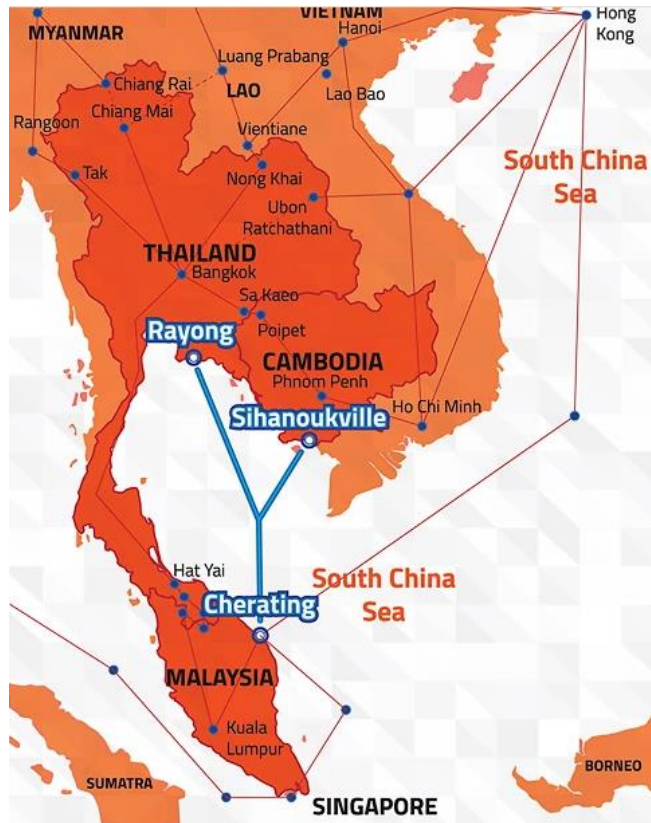 VIETNAM
MYANMAR
Hanoi
Hong
Kong
Luang Prabang
Chiang Rai
LAO
Lao Bao
Chiang Mai
Rangoon
Vientiane
South China
Sea
Tak
Nong Khai
Ubon
Ratchathani
THAILAND
Bangkok
Sa Kaeo
Rayong
Poipet
CAMBODIA
Phnom Penh
Ho Chi Minh
Sihanoukville
Hat Yai
South China
Sea
Cherating
MALAYSIA
Kuala
Lumpur
SUMATRA
BORNEO
SINGAPORE